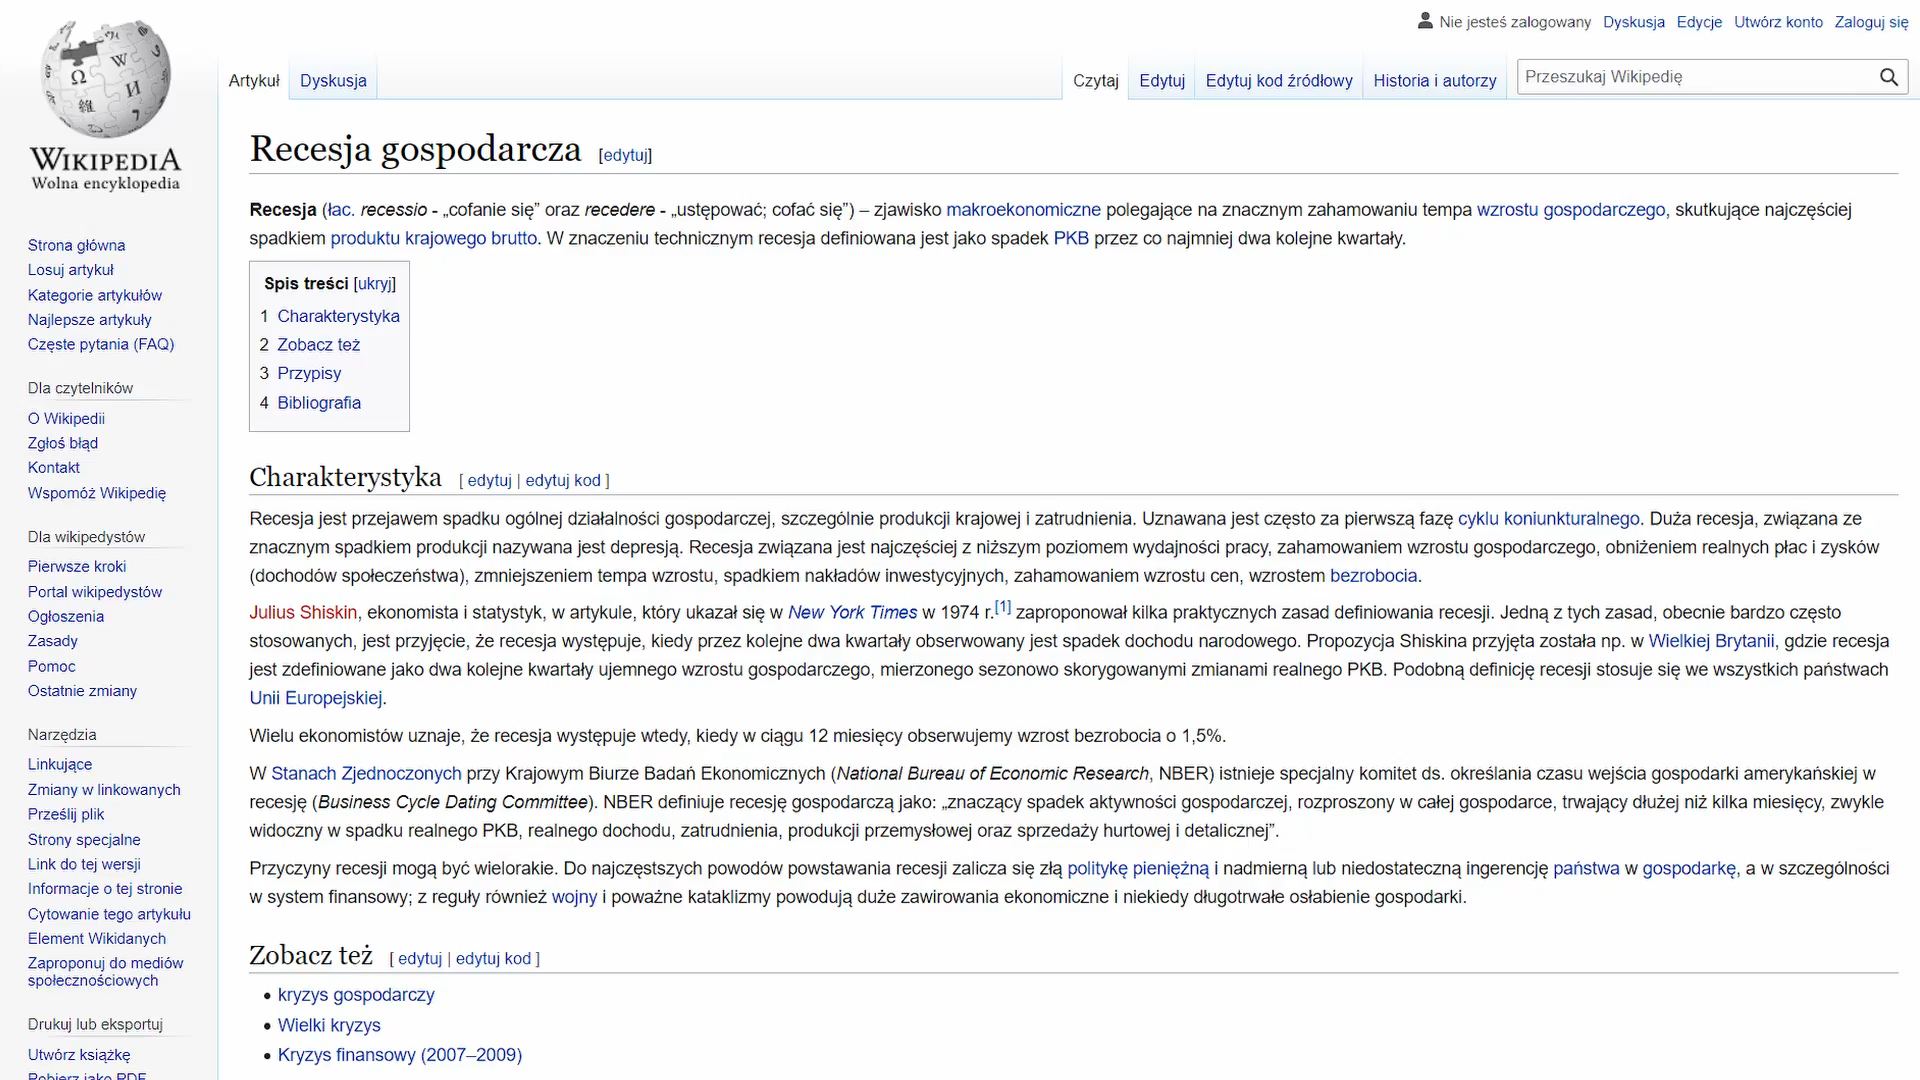 Nie jesteś zalogowany Dyskusja Edycje Utwórz konto Zaloguj się
Artykuł Dyskusja Czytaj Edytuj Edytuj kod źródłowy Historia i autorzy Przeszukaj Wikipedię
WIKIPEDIA
Wolna encyklopedia
Strona główna
Losuj artykuł
Kategorie artykułów
Najlepsze artykuły
Częste pytania (FAQ)
Dla czytelników
O Wikipedii
Zgłoś błąd
Kontakt
Wspomóż Wikipedię
Dla wikipedystów
Pierwsze kroki
Portal wikipedystów
Ogłoszenia
Zasady
Pomoc
Ostatnie zmiany
Narzędzia
Linkujące
Zmiany w linkowanych
Prześlij plik
Strony specjalne
Link do tej wersji
Informacje o tej stronie
Cytowanie tego artykułu
Element Wikidanych
Zaproponuj do mediów
społecznościowych
Drukuj lub eksportuj
Utwórz książkę
Pobierz jako PDF
Recesja gospodarcza [edytuj]
Recesja (łac. recessio - „cofanie się” oraz recedere - „ustępować; cofać się”) – zjawisko makroekonomiczne polegające na znacznym zahamowaniu tempa wzrostu gospodarczego, skutkujące najczęściej
spadkiem produktu krajowego brutto. W znaczeniu technicznym recesja definiowana jest jako spadek PKB przez co najmniej dwa kolejne kwartały.
Spis treści [ukryj]
1 Charakterystyka
2 Zobacz też
3 Przypisy
4 Bibliografia
Charakterystyka [ edytuj | edytuj kod ]
Recesja jest przejawem spadku ogólnej działalności gospodarczej, szczególnie produkcji krajowej i zatrudnienia. Uznawana jest często za pierwszą fazę cyklu koniunkturalnego. Duża recesja, związana ze
znacznym spadkiem produkcji nazywana jest depresją. Recesja związana jest najczęściej z niższym poziomem wydajności pracy, zahamowaniem wzrostu gospodarczego, obniżeniem realnych płac i zysków
(dochodów społeczeństwa), zmniejszeniem tempa wzrostu, spadkiem nakładów inwestycyjnych, zahamowaniem wzrostu cen, wzrostem bezrobocia.
Julius Shiskin, ekonomista i statystyk, w artykule, który ukazał się w New York Times w 1974 r.[1] zaproponował kilka praktycznych zasad definiowania recesji. Jedną z tych zasad, obecnie bardzo często
stosowanych, jest przyjęcie, że recesja występuje, kiedy przez kolejne dwa kwartały obserwowany jest spadek dochodu narodowego. Propozycja Shiskina przyjęta została np. w Wielkiej Brytanii, gdzie recesja
jest zdefiniowane jako dwa kolejne kwartały ujemnego wzrostu gospodarczego, mierzonego sezonowo skorygowanymi zmianami realnego PKB. Podobną definicję recesji stosuje się we wszystkich państwach
Unii Europejskiej.
Wielu ekonomistów uznaje, że recesja występuje wtedy, kiedy w ciągu 12 miesięcy obserwujemy wzrost bezrobocia o 1,5%.
W Stanach Zjednoczonych przy Krajowym Biurze Badań Ekonomicznych (National Bureau of Economic Research, NBER) istnieje specjalny komitet ds. określania czasu wejścia gospodarki amerykańskiej w
recesję (Business Cycle Dating Committee). NBER definiuje recesję gospodarczą jako: „znaczący spadek aktywności gospodarczej, rozproszony w całej gospodarce, trwający dłużej niż kilka miesięcy, zwykle
widoczny w spadku realnego PKB, realnego dochodu, zatrudnienia, produkcji przemysłowej oraz sprzedaży hurtowej i detalicznej”.
Przyczyny recesji mogą być wielorakie. Do najczęstszych powodów powstawania recesji zalicza się złą politykę pieniężną i nadmierną lub niedostateczną ingerencję państwa w gospodarkę, a w szczególności
w system finansowy; z reguły również wojny i poważne kataklizmy powodują duże zawirowania ekonomiczne i niekiedy długotrwałe osłabienie gospodarki.
Zobacz też [ edytuj | edytuj kod ]
• kryzys gospodarczy
• Wielki kryzys
• Kryzys finansowy (2007–2009)